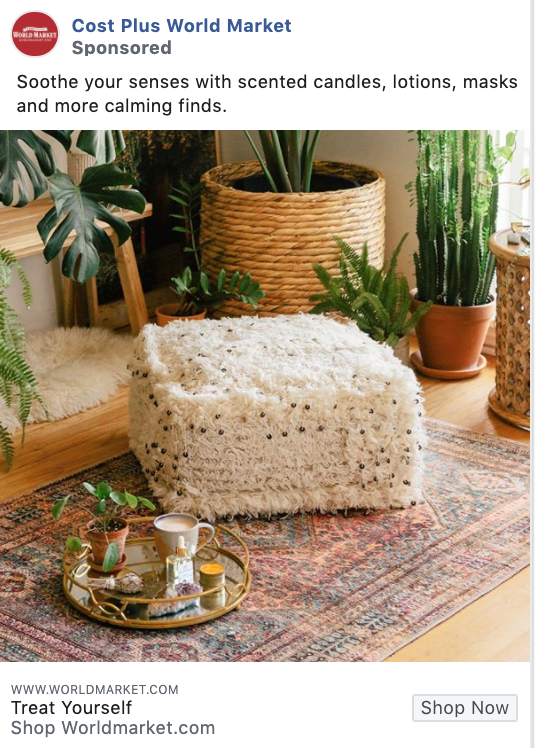 WORLD MARKET
Cost Plus World Market
Sponsored
Soothe your senses with scented candles, lotions, masks
and more calming finds.
WWW.WORLDMARKET.COM
Treat Yourself
Shop Now
Shop Worldmarket.com